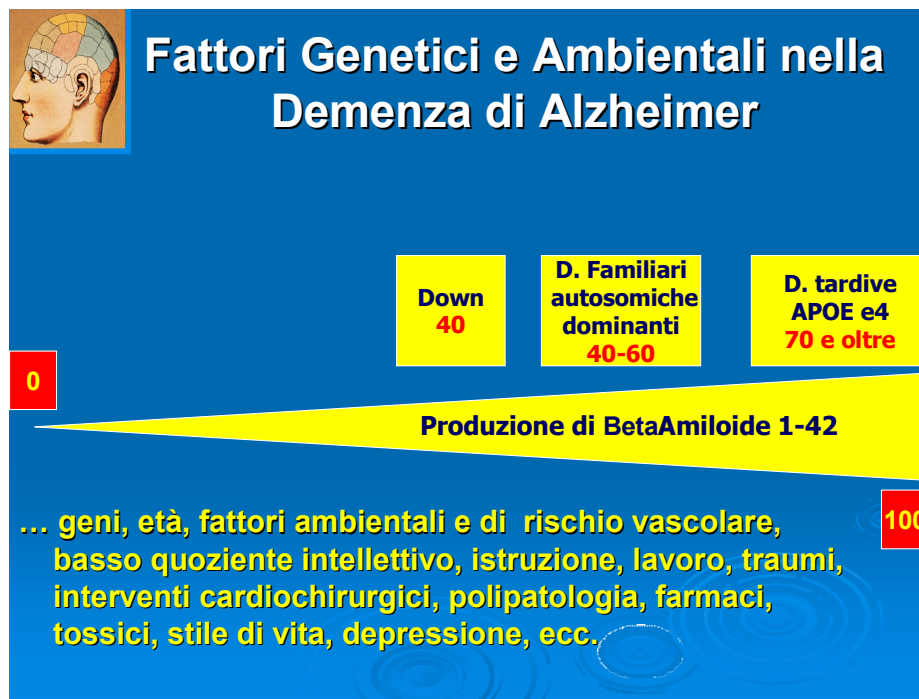 Fattori Genetici e Ambientali nella
Demenza di Alzheimer
Down
40
D. Familiari
autosomiche
dominanti
40-60
D. tardive
APOE e4
70 e oltre
0
Produzione di BetaAmiloide 1-42
100
... geni, età, fattori ambientali e di rischio vascolare,
basso quoziente intellettivo, istruzione, lavoro, traumi,
interventi cardiochirurgici, polipatologia, farmaci,
tossici, stile di vita, depressione, ecc.